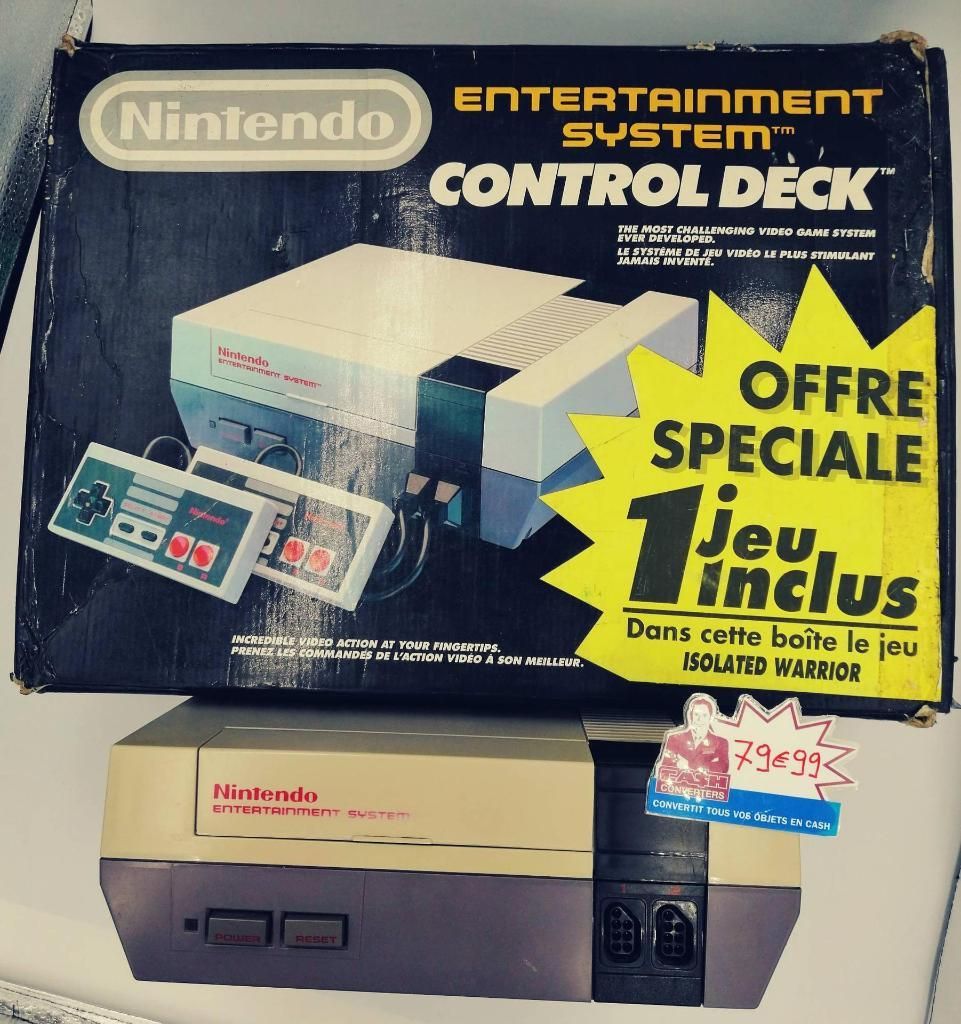 Nintendo
ENTERTAINMENT
SYSTEM™
CONTROL DECK™
THE MOST CHALLENGING VIDEO GAME SYSTEM
EVER DEVELOPED.
LE SYSTÈME DE JEU VIDÉO LE PLUS STIMULANT
JAMAIS INVENTÉ.
Nintendo
ENTERTAINMENT SYSTEM™
Nintendo®
B A
OFFRE
SPECIALE
1 jeu
inclus
Dans cette boîte le jeu
ISOLATED WARRIOR
INCREDIBLE VIDEO ACTION AT YOUR FINGERTIPS.
PRENEZ LES COMMANDES DE L'ACTION VIDÉO À SON MEILLEUR.
79€99
CASH
CONVERTERS
CONVERTIT TOUS VOS OBJETS EN CASH
Nintendo
ENTERTAINMENT SYSTEM
1 2
POWER RESET